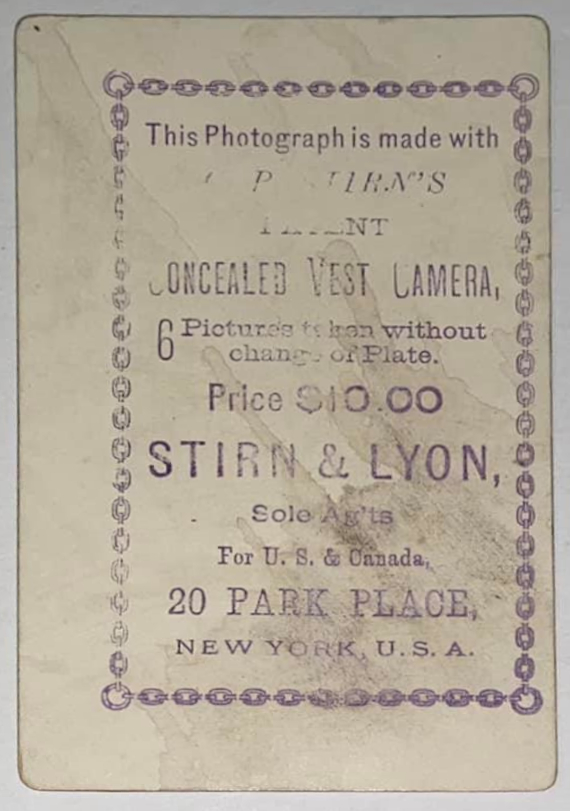 This Photograph is made with
STIRN'S
PATENT
CONCEALED VEST CAMERA,
6 Pictures taken without
change of Plate.
Price $10.00
STIRN & LYON,
Sole Ag'ts
For U. S. & Canada,
20 PARK PLACE,
NEW YORK, U. S. A.